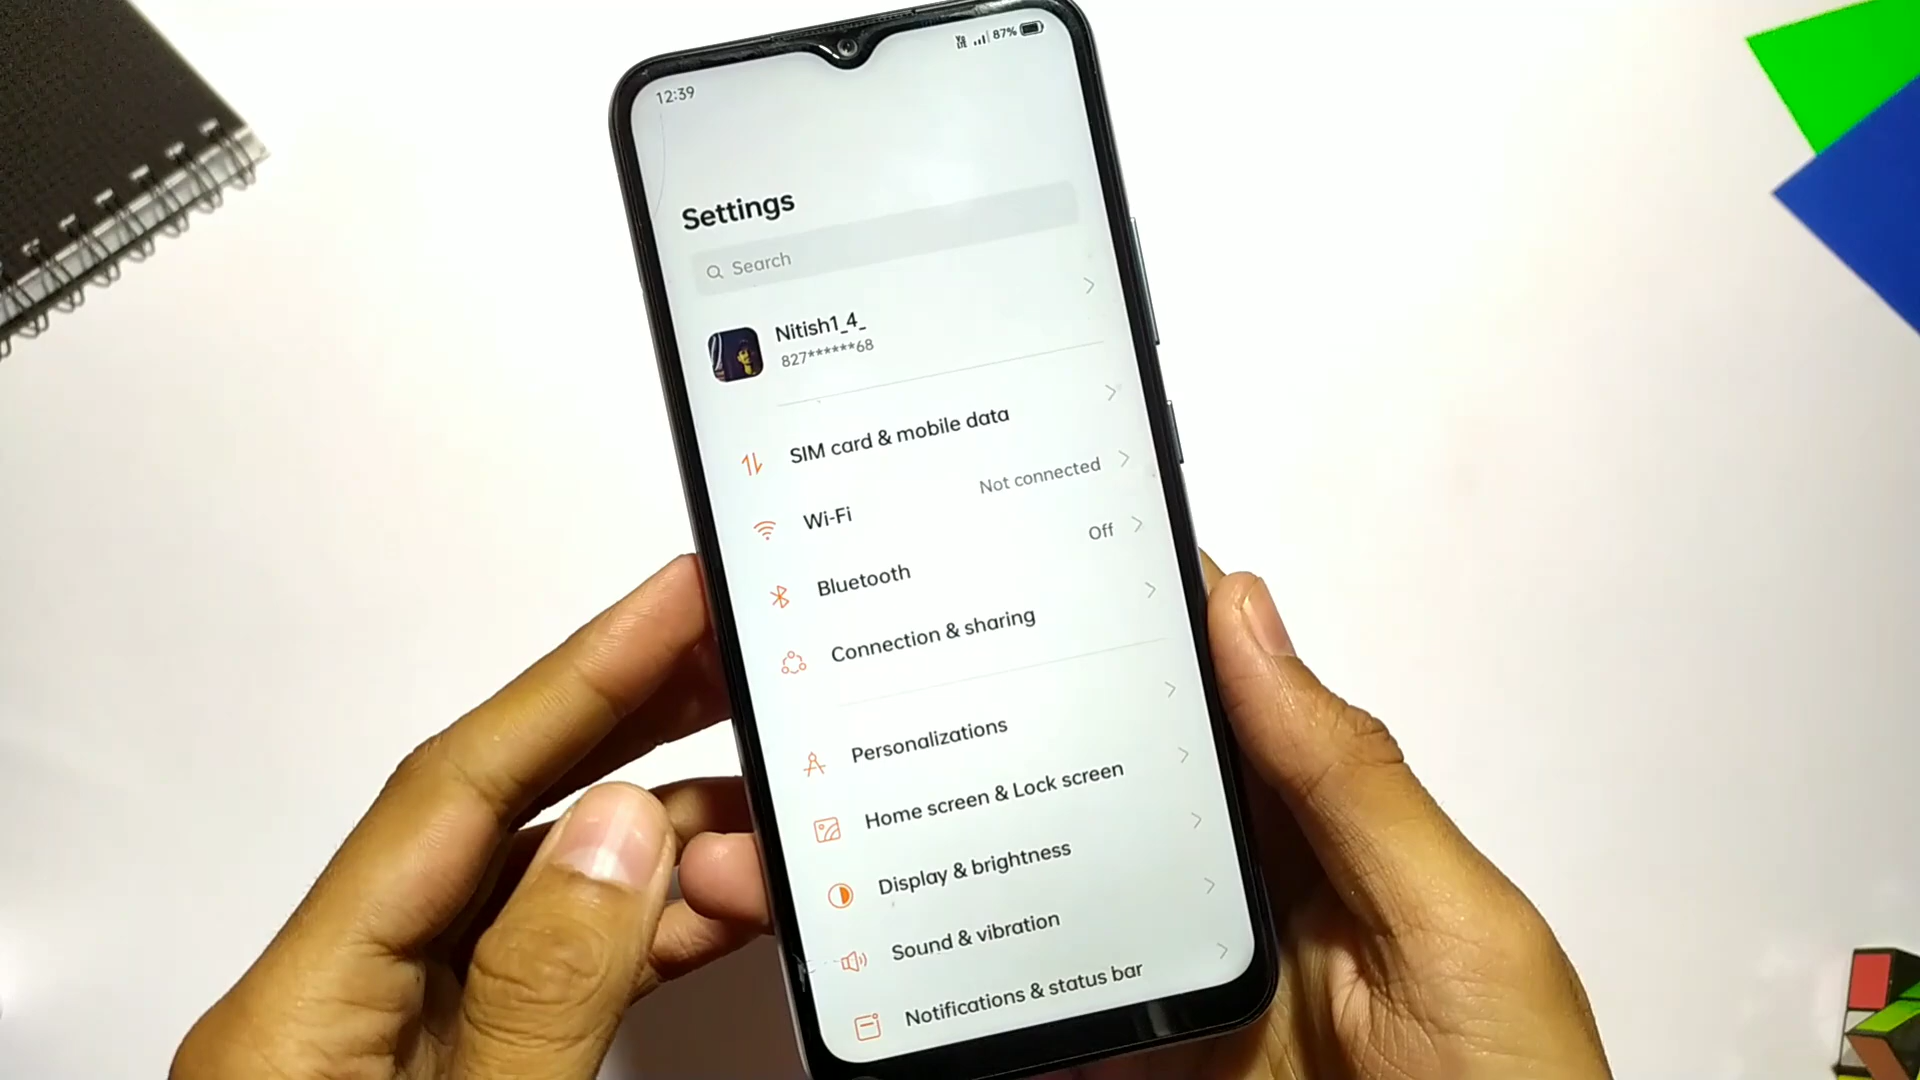 12:39
87%
Settings
Search
Nitish1_4_
827******68
SIM card & mobile data
Wi-Fi
Not connected
Bluetooth
Off
Connection & sharing
Personalizations
Home screen & Lock screen
Display & brightness
Sound & vibration
Notifications & status bar